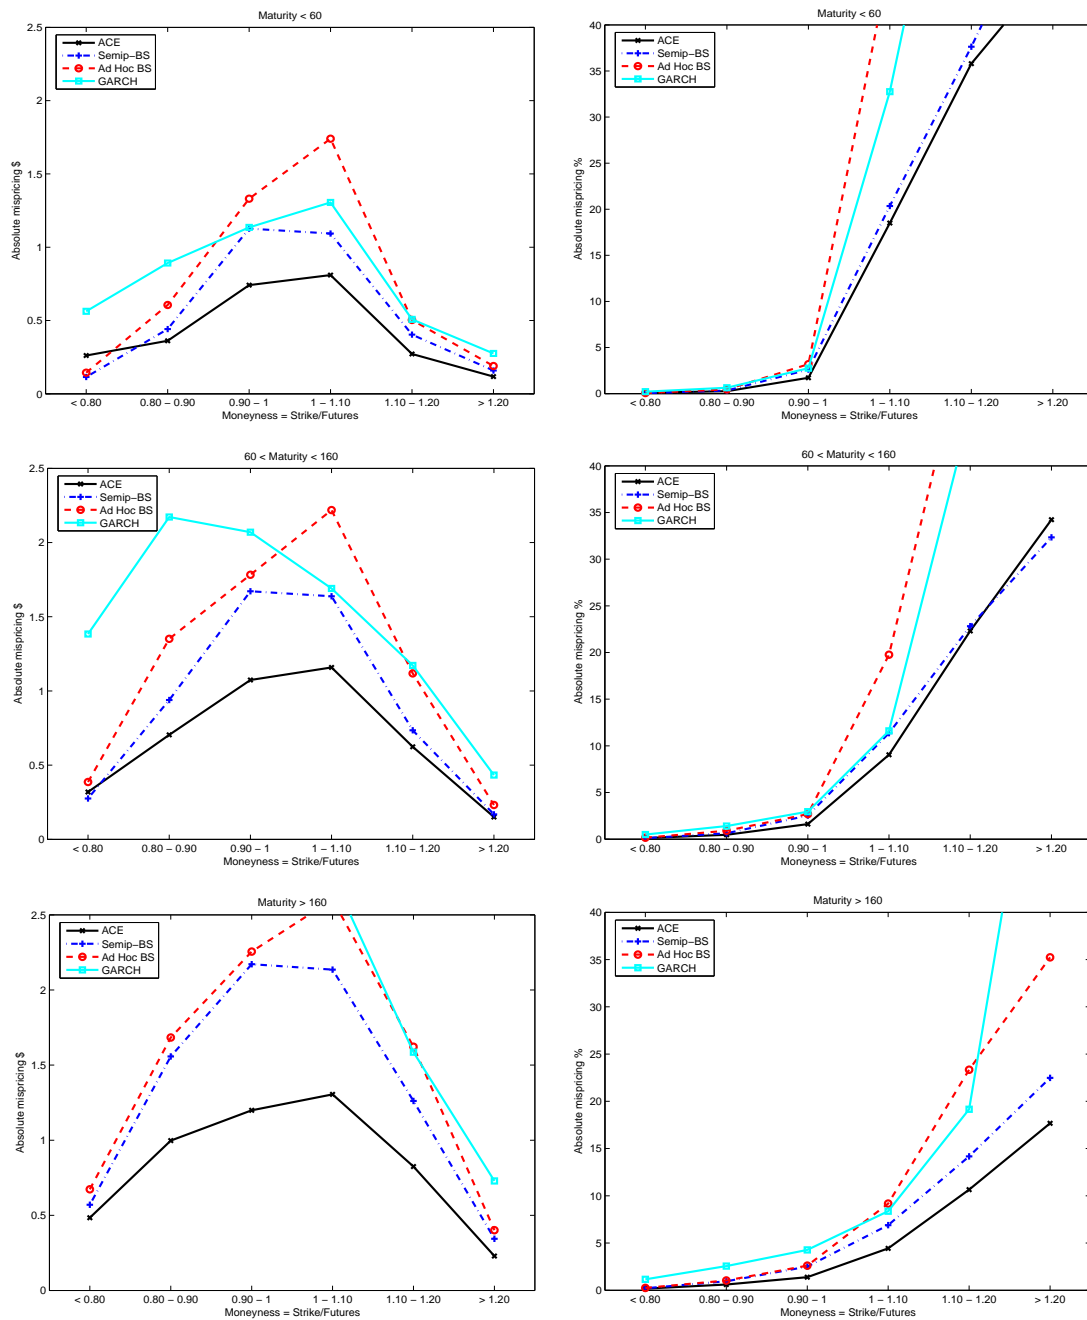 Maturity < 60
2.5
2
1.5
1
0.5
0
Absolute mispricing $
ACE
Semip−BS
Ad Hoc BS
GARCH
< 0.80 0.80 − 0.90 0.90 − 1 1 − 1.10 1.10 − 1.20 > 1.20
Moneyness = Strike/Futures
Maturity < 60
40
35
30
25
20
15
10
5
0
Absolute mispricing %
ACE
Semip−BS
Ad Hoc BS
GARCH
< 0.80 0.80 − 0.90 0.90 − 1 1 − 1.10 1.10 − 1.20 > 1.20
Moneyness = Strike/Futures
60 < Maturity < 160
2.5
2
1.5
1
0.5
0
Absolute mispricing $
ACE
Semip−BS
Ad Hoc BS
GARCH
< 0.80 0.80 − 0.90 0.90 − 1 1 − 1.10 1.10 − 1.20 > 1.20
Moneyness = Strike/Futures
60 < Maturity < 160
40
35
30
25
20
15
10
5
0
Absolute mispricing %
ACE
Semip−BS
Ad Hoc BS
GARCH
< 0.80 0.80 − 0.90 0.90 − 1 1 − 1.10 1.10 − 1.20 > 1.20
Moneyness = Strike/Futures
Maturity > 160
2.5
2
1.5
1
0.5
0
Absolute mispricing $
ACE
Semip−BS
Ad Hoc BS
GARCH
< 0.80 0.80 − 0.90 0.90 − 1 1 − 1.10 1.10 − 1.20 > 1.20
Moneyness = Strike/Futures
Maturity > 160
40
35
30
25
20
15
10
5
0
Absolute mispricing %
ACE
Semip−BS
Ad Hoc BS
GARCH
< 0.80 0.80 − 0.90 0.90 − 1 1 − 1.10 1.10 − 1.20 > 1.20
Moneyness = Strike/Futures